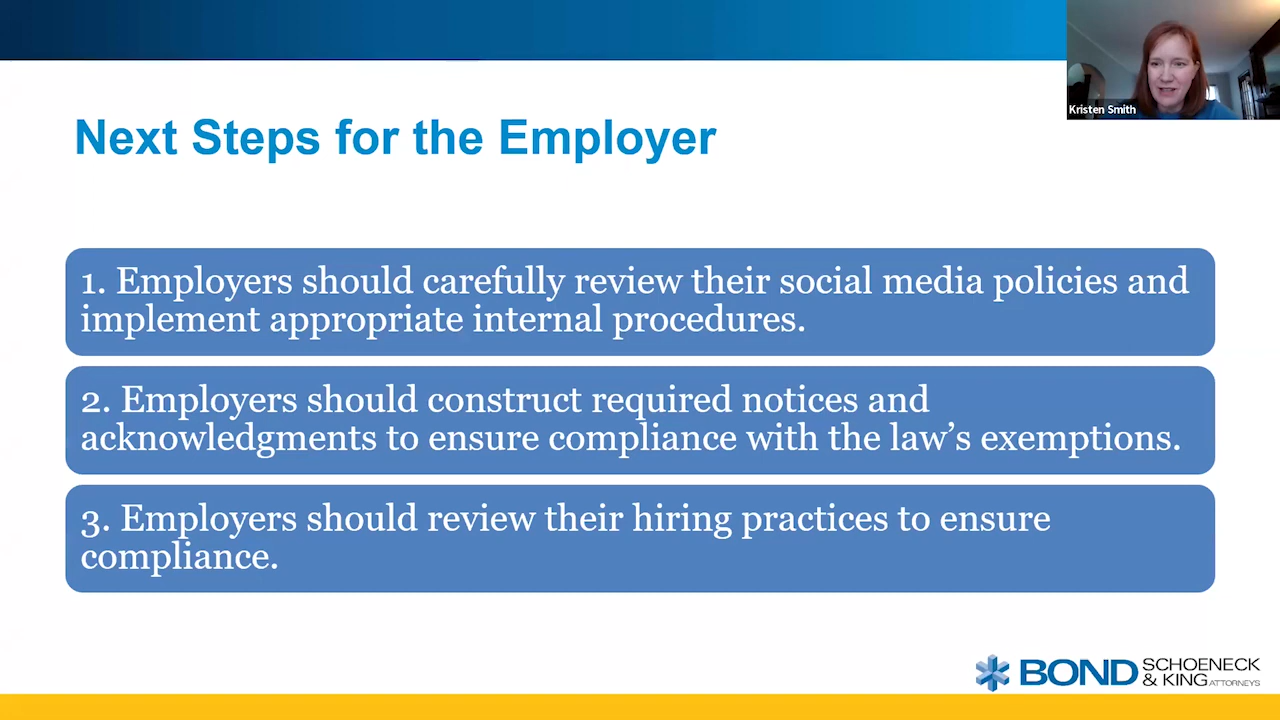 Kristen Smith
Next Steps for the Employer
1. Employers should carefully review their social media policies and
implement appropriate internal procedures.
2. Employers should construct required notices and
acknowledgments to ensure compliance with the law’s exemptions.
3. Employers should review their hiring practices to ensure
compliance.
BOND SCHOENECK
& KING ATTORNEYS